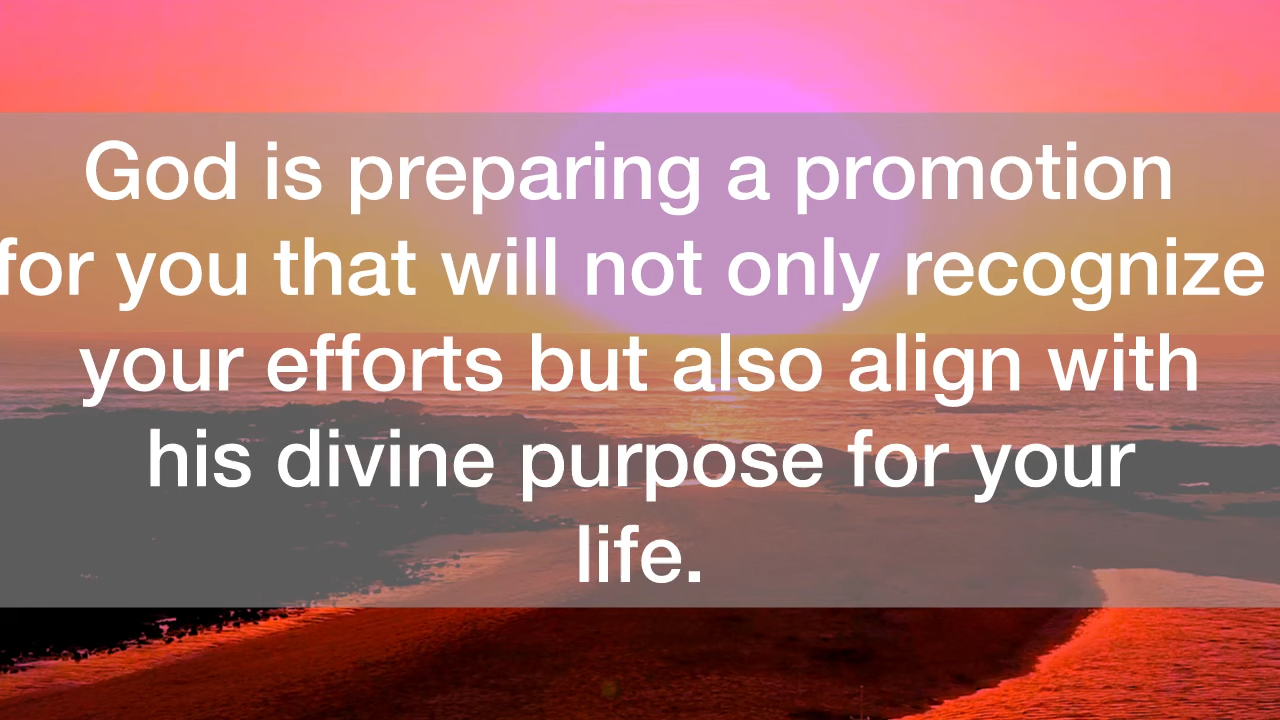 God is preparing a promotion
for you that will not only recognize
your efforts but also align with
his divine purpose for your
life.